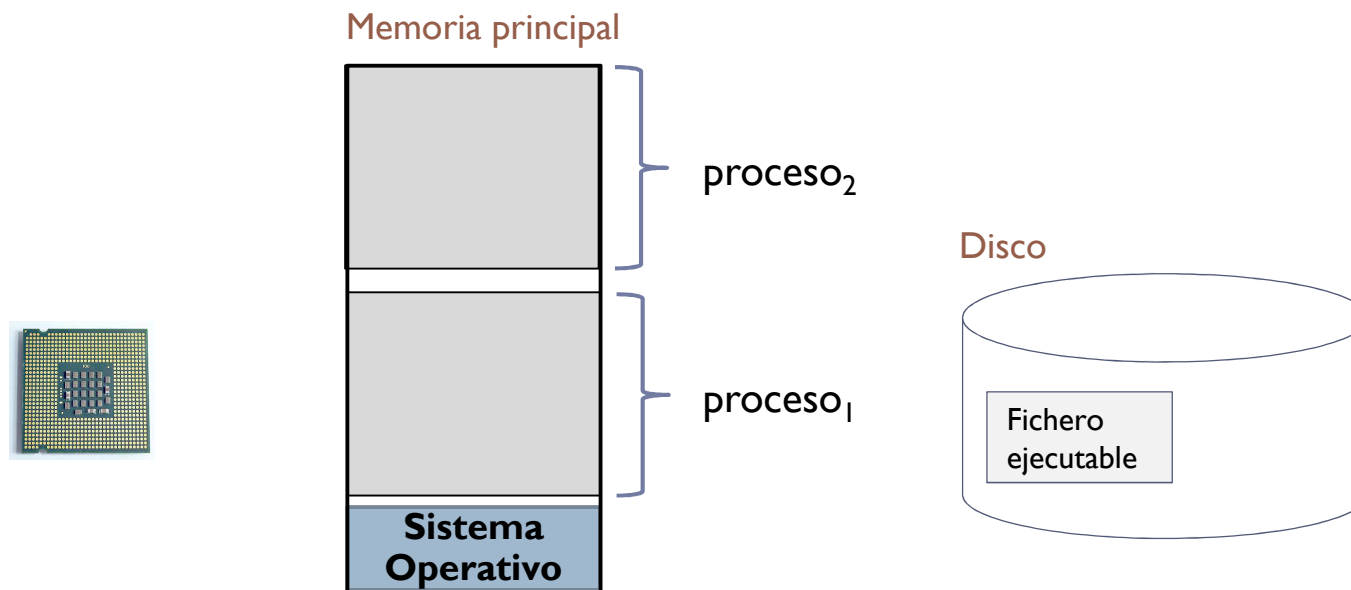 Memoria principal
proceso₂
Disco
proceso₁
Fichero
ejecutable
Sistema
Operativo